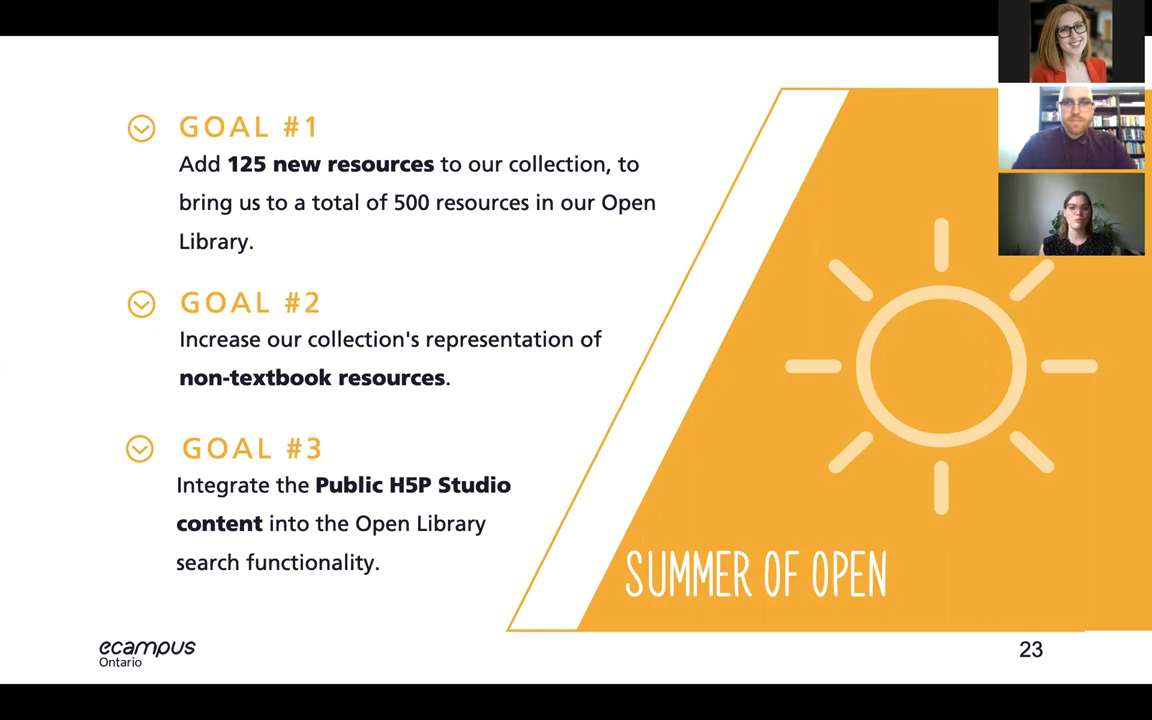 GOAL #1
Add 125 new resources to our collection, to
bring us to a total of 500 resources in our Open
Library.
GOAL #2
Increase our collection's representation of
non-textbook resources.
GOAL #3
Integrate the Public H5P Studio
content into the Open Library
search functionality.
SUMMER OF OPEN
ecampus
Ontario
23